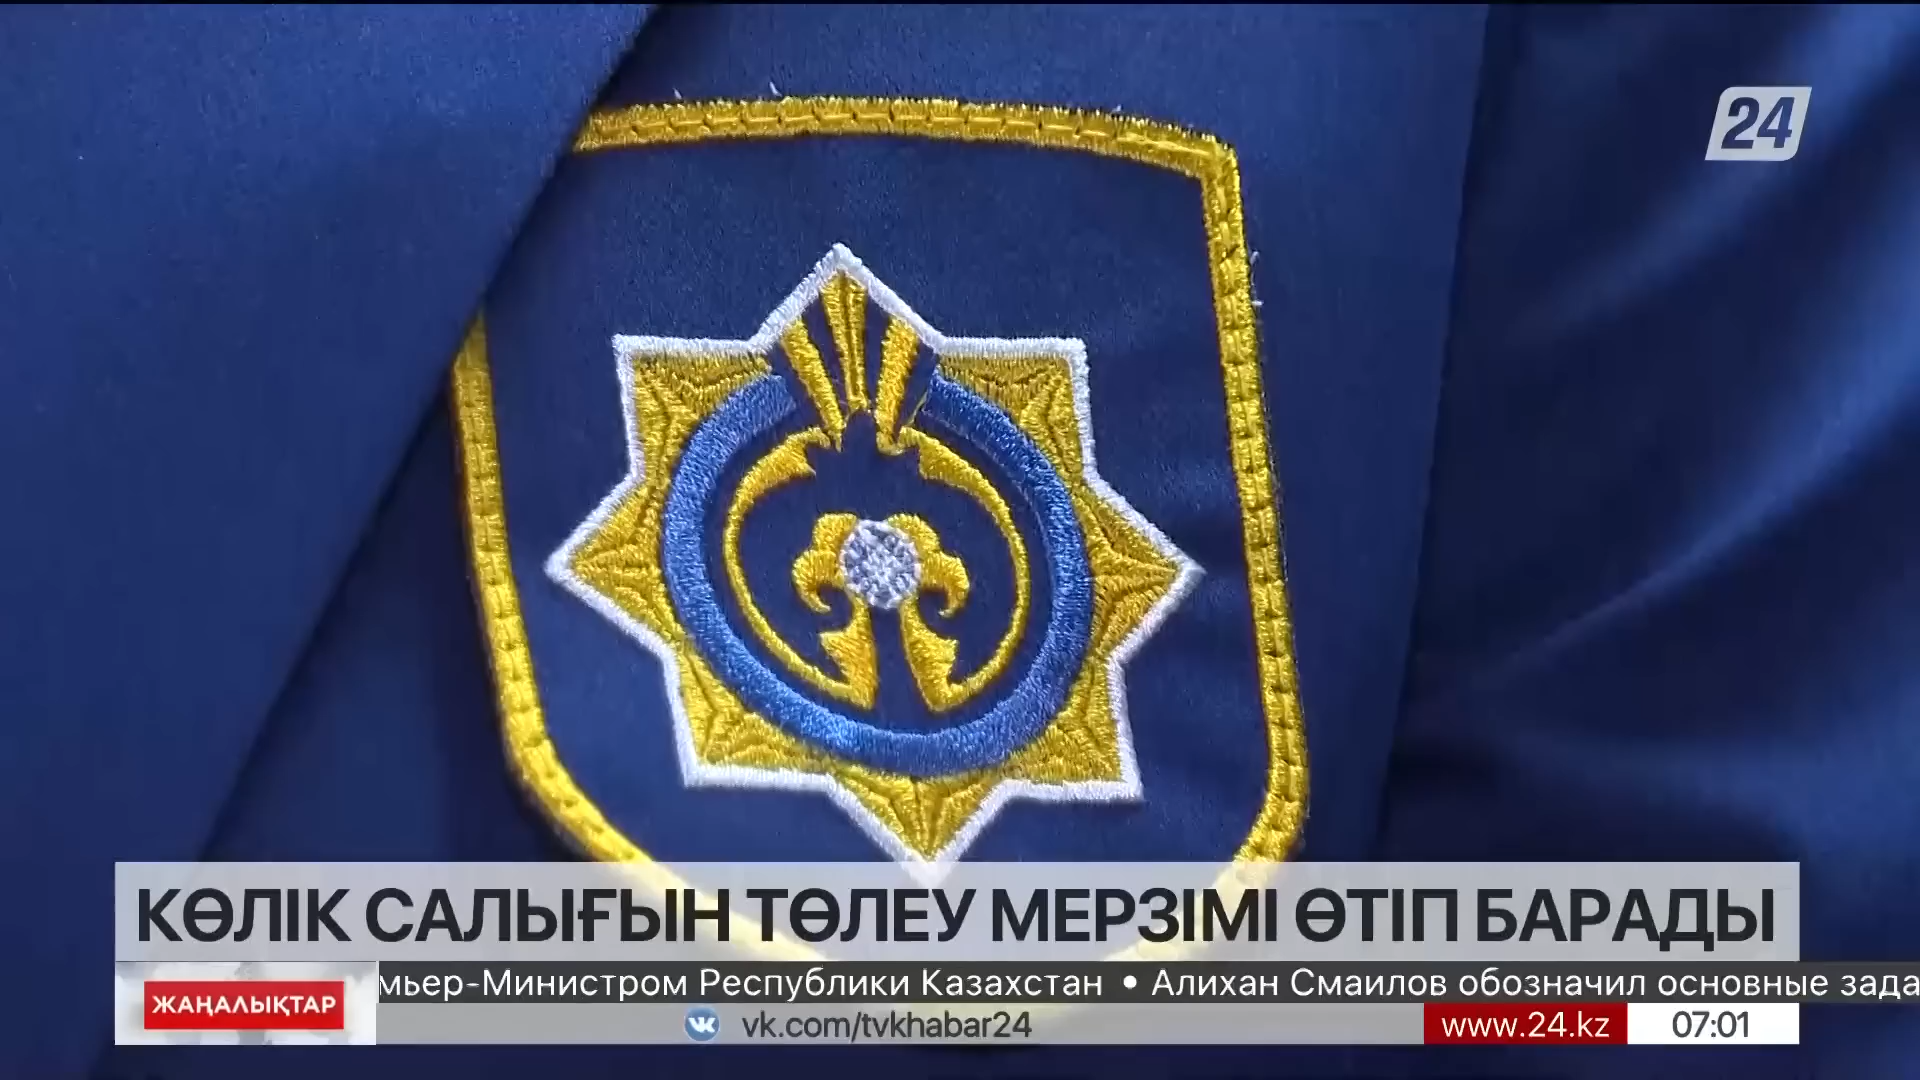 24
КӨЛІК САЛЫҒЫН ТӨЛЕУ МЕРЗІМІ ӨТІП БАРАДЫ
мьер-Министром Республики Казахстан • Алихан Смаилов обозначил основные зада
ЖАҢАЛЫҚТАР
vk.com/tvkhabar24
www.24.kz
07:01